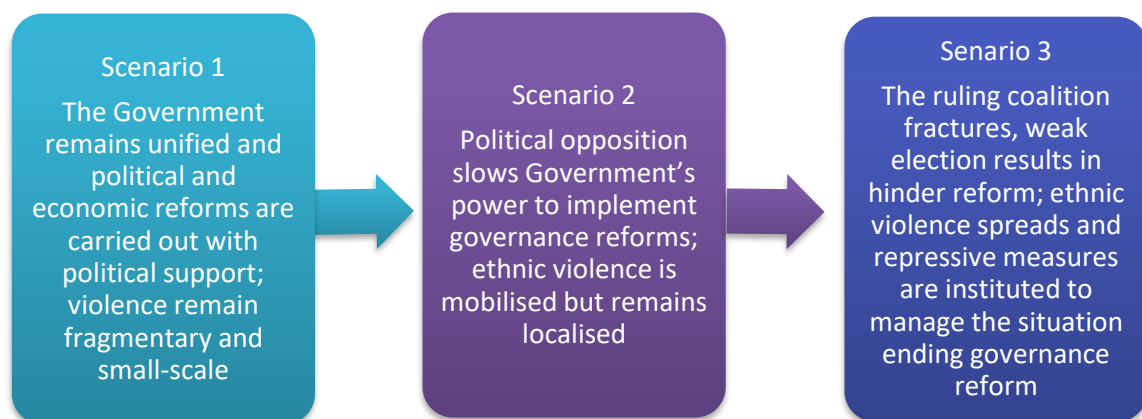 Scenario 1
The Government
remains unified and
political and
economic reforms are
carried out with
political support;
violence remain
fragmentary and
small-scale
Scenario 2
Political opposition
slows Government's
power to implement
governance reforms;
ethnic violence is
mobilised but remains
localised
Senario 3
The ruling coalition
fractures, weak
election results in
hinder reform; ethnic
violence spreads and
repressive measures
are instituted to
manage the situation
ending governance
reform